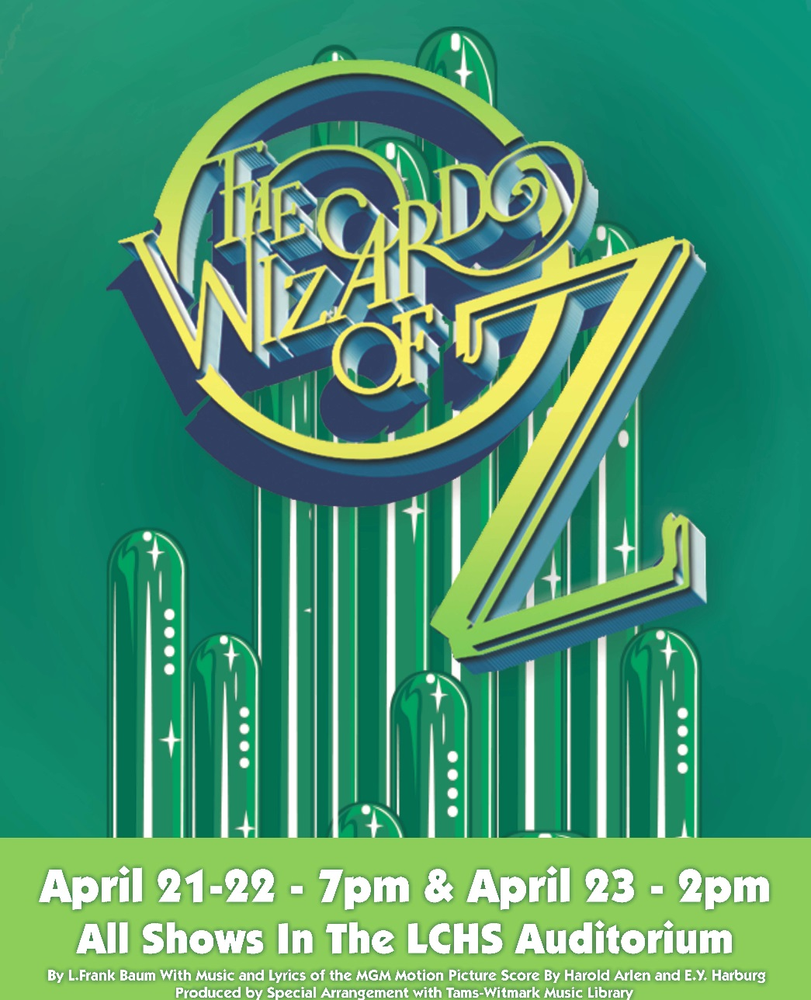 THE
WIZARD
OF
OZ
April 21-22 - 7pm & April 23 - 2pm
All Shows In The LCHS Auditorium
By L.Frank Baum With Music and Lyrics of the MGM Motion Picture Score By Harold Arlen and E.Y. Harburg
Produced by Special Arrangement with Tams-Witmark Music Library